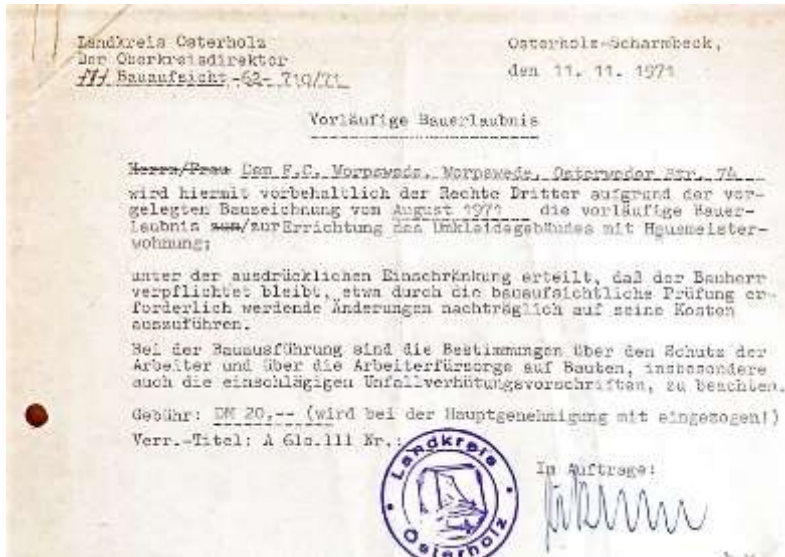 Landkreis Osterholz
Der Oberkreisdirektor
Bauaufsicht -62- 710/71
Osterholz-Scharmbeck,
den 11. 11. 1971
Vorläufige Bauerlaubnis
Herrn/Frau Dem F.C. Worpswede, Worpswede, Osterweder Str. 7A
wird hiermit vorbehaltlich der Rechte Dritter aufgrund der vor-
gelegten Bauzeichnung vom August 1971 die vorläufige Bauer-
laubnis zum/zur Errichtung des Umkleidegebäudes mit Hausmeister-
wohnung;
unter der ausdrücklichen Einschränkung erteilt, daß der Bauherr
verpflichtet bleibt, etwa durch die bauaufsichtliche Prüfung er-
forderlich werdende Änderungen nachträglich auf seine Kosten
auszuführen.
Bei der Bauausführung sind die Bestimmungen über den Schutz der
Arbeiter und über die Arbeiterfürsorge auf Bauten, insbesondere
auch die einschlägigen Unfallverhütungsvorschriften, zu beachten.
Gebühr: DM 20,-- (wird bei der Hauptgenehmigung mit eingezogen!)
Verr.-Titel: A 61o.111 Nr.:
Landkreis
Osterholz
In Auftrage: